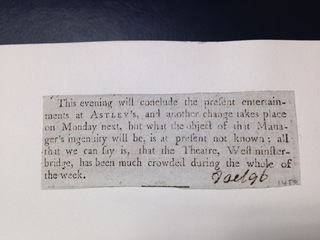 This evening will conclude the present entertain-
ments at ASTLEY's, and another change takes place
on Monday next, but what the object of that Mana-
ger's ingenuity will be, is at present not known; all
that we can say is, that the Theatre, Westminster-
bridge, has been much crowded during the whole of
the week.